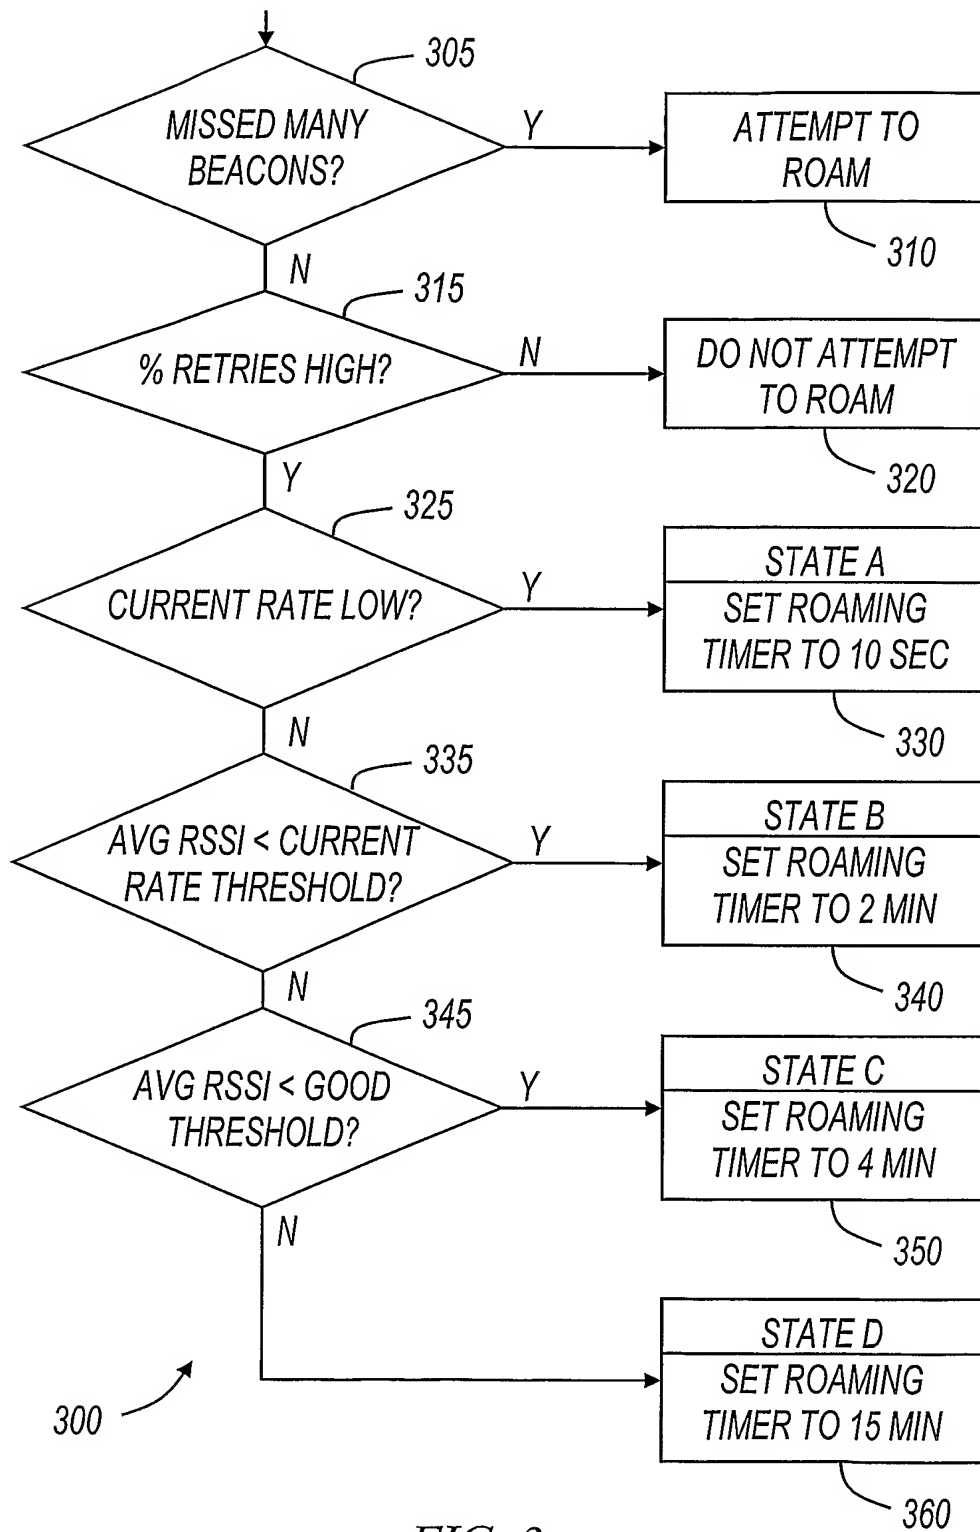 305
MISSED MANY
BEACONS?
Y
ATTEMPT TO
ROAM
310
N
315
% RETRIES HIGH?
N
DO NOT ATTEMPT
TO ROAM
320
Y
325
CURRENT RATE LOW?
Y
STATE A
SET ROAMING
TIMER TO 10 SEC
330
N
335
AVG RSSI < CURRENT
RATE THRESHOLD?
Y
STATE B
SET ROAMING
TIMER TO 2 MIN
340
N
345
AVG RSSI < GOOD
THRESHOLD?
Y
STATE C
SET ROAMING
TIMER TO 4 MIN
350
N
STATE D
SET ROAMING
TIMER TO 15 MIN
300
360
FIG. 3